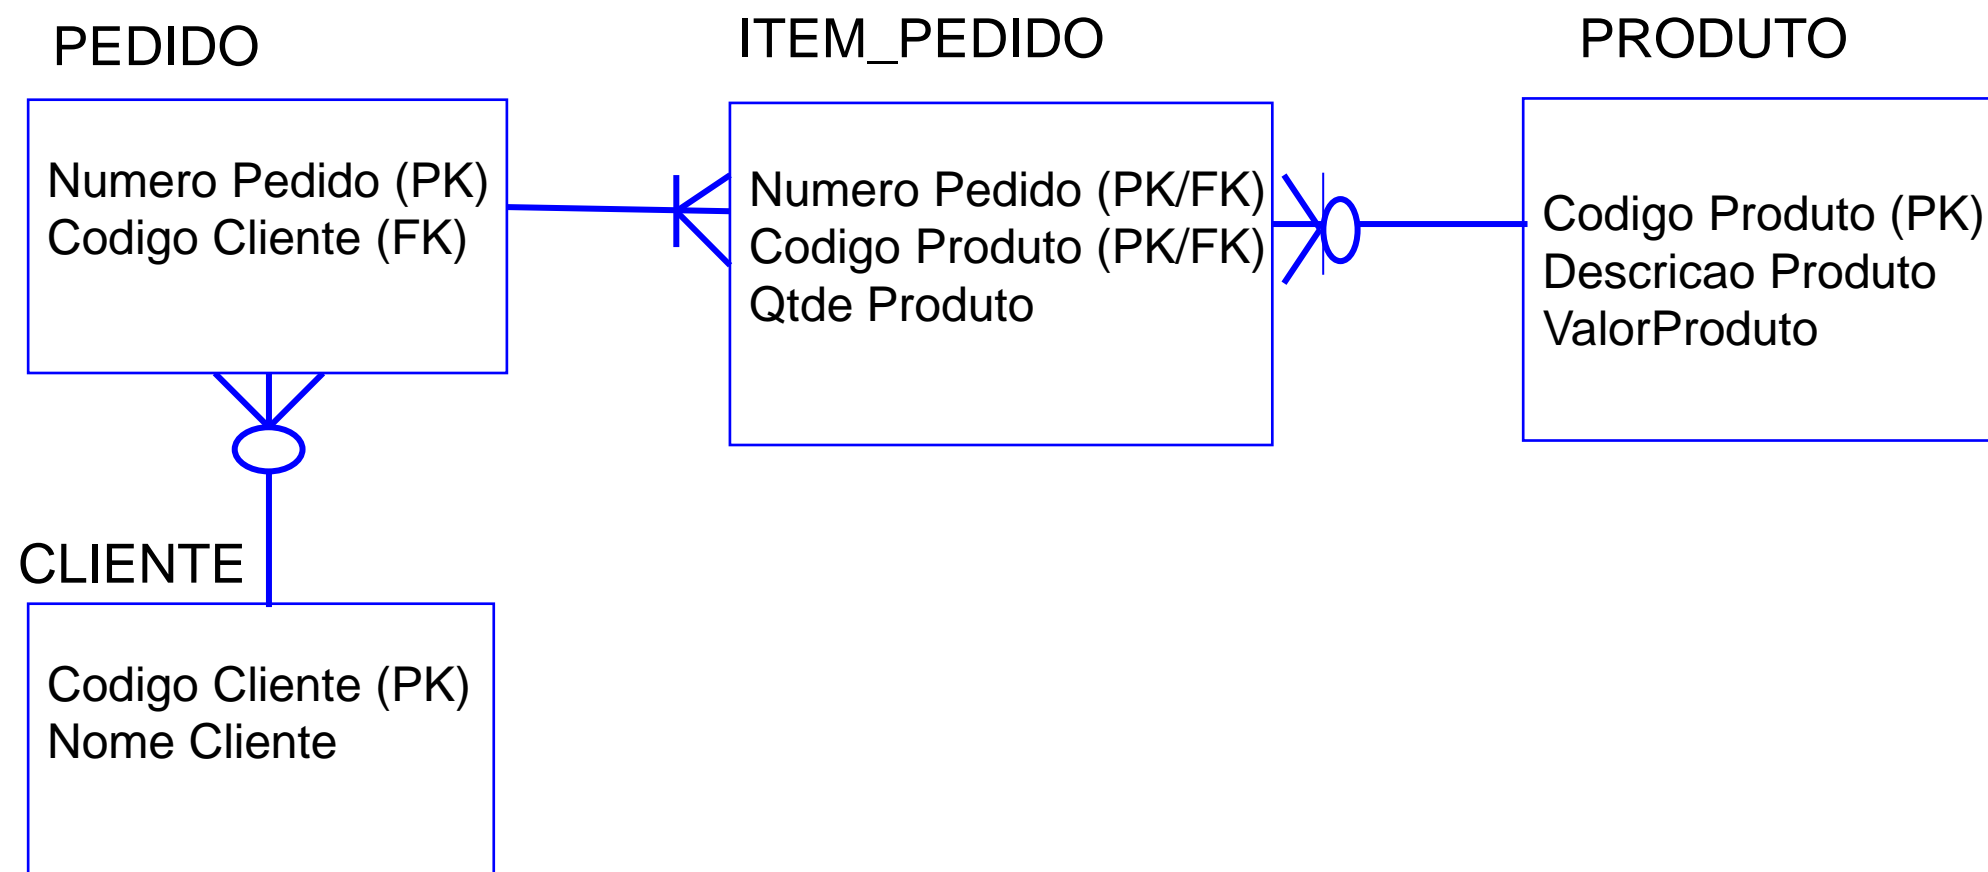 PEDIDO
Numero Pedido (PK)
Codigo Cliente (FK)
ITEM_PEDIDO
Numero Pedido (PK/FK)
Codigo Produto (PK/FK)
Qtde Produto
PRODUTO
Codigo Produto (PK)
Descricao Produto
ValorProduto
CLIENTE
Codigo Cliente (PK)
Nome Cliente